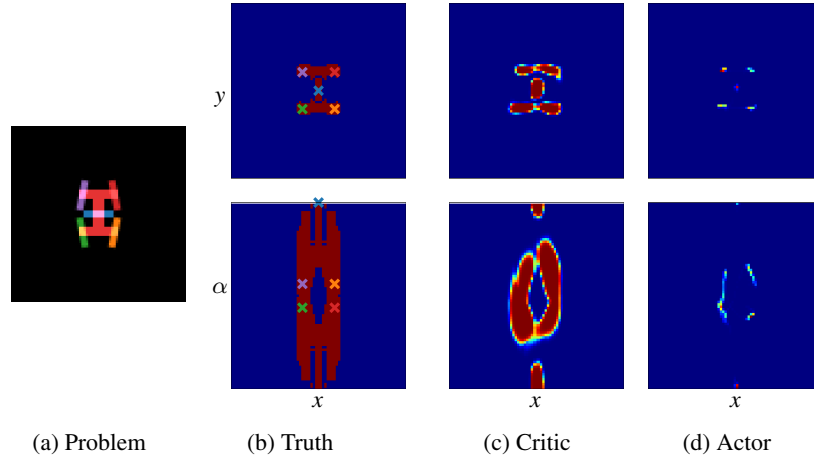 y
α
x
x
x
(a) Problem
(b) Truth
(c) Critic
(d) Actor